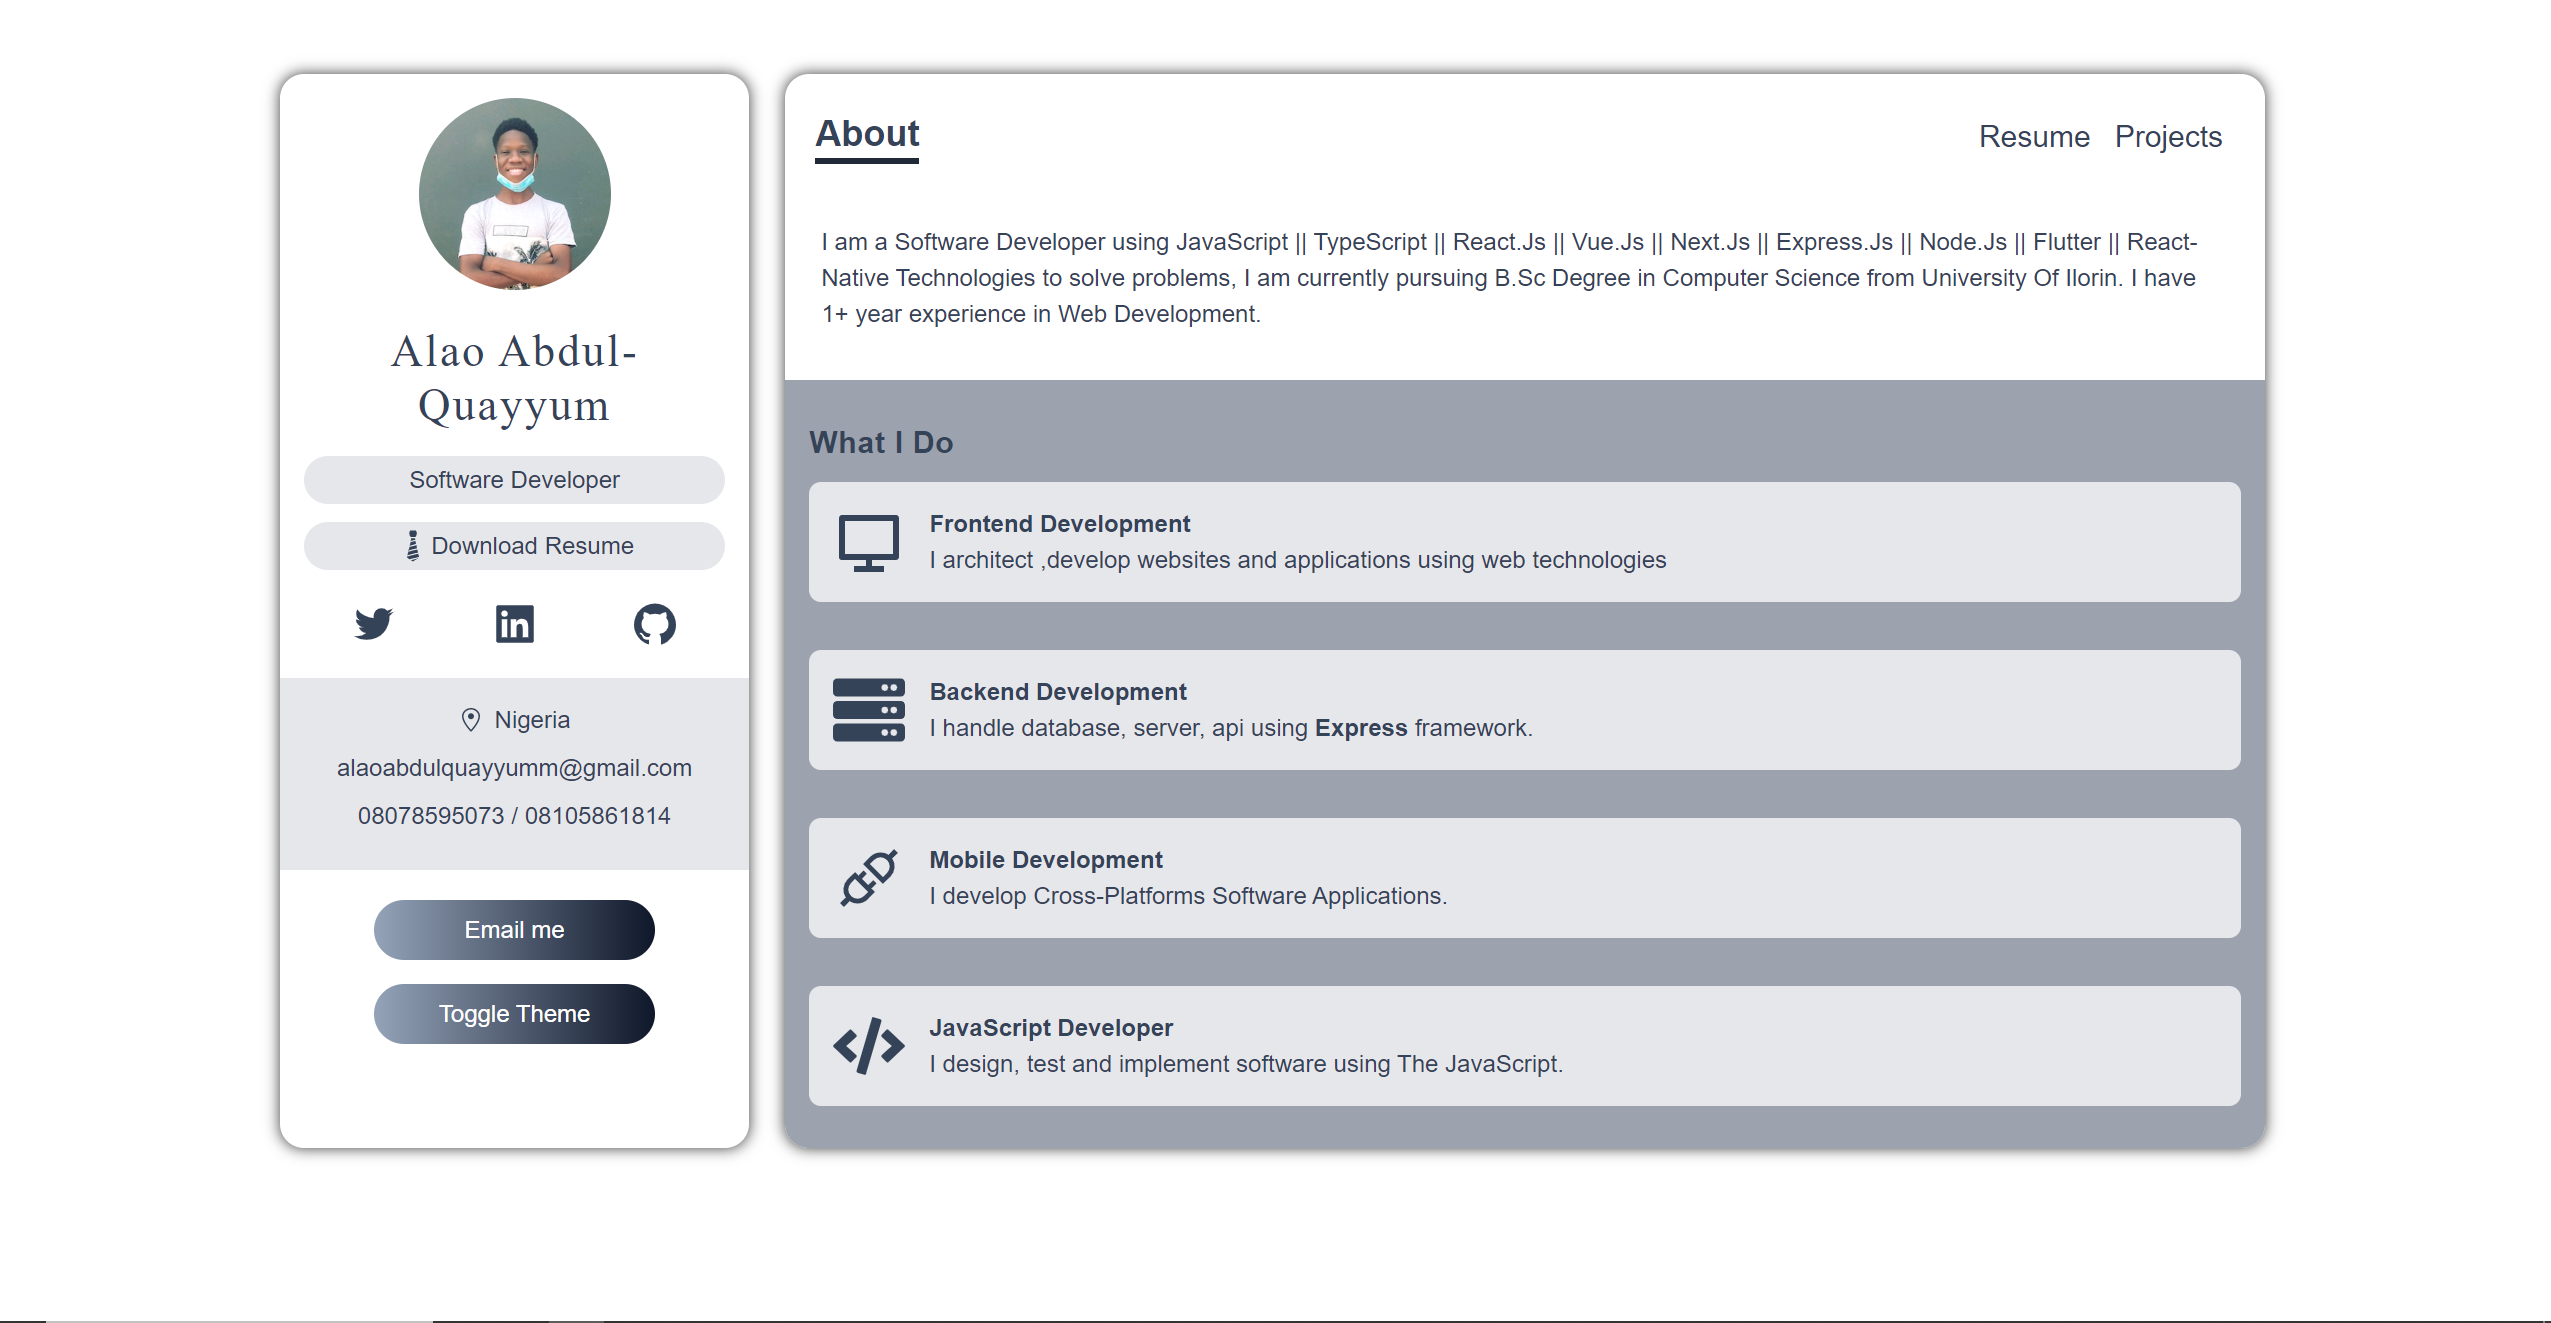 Alao Abdul-
Quayyum
Software Developer
Download Resume
Nigeria
alaoabdulquayyumm@gmail.com
08078595073 / 08105861814
Email me
Toggle Theme
About
Resume Projects
I am a Software Developer using JavaScript || TypeScript || React.Js || Vue.Js || Next.Js || Express.Js || Node.Js || Flutter || React-
Native Technologies to solve problems, I am currently pursuing B.Sc Degree in Computer Science from University Of Ilorin. I have
1+ year experience in Web Development.
What I Do
Frontend Development
I architect ,develop websites and applications using web technologies
Backend Development
I handle database, server, api using Express framework.
Mobile Development
I develop Cross-Platforms Software Applications.
JavaScript Developer
I design, test and implement software using The JavaScript.